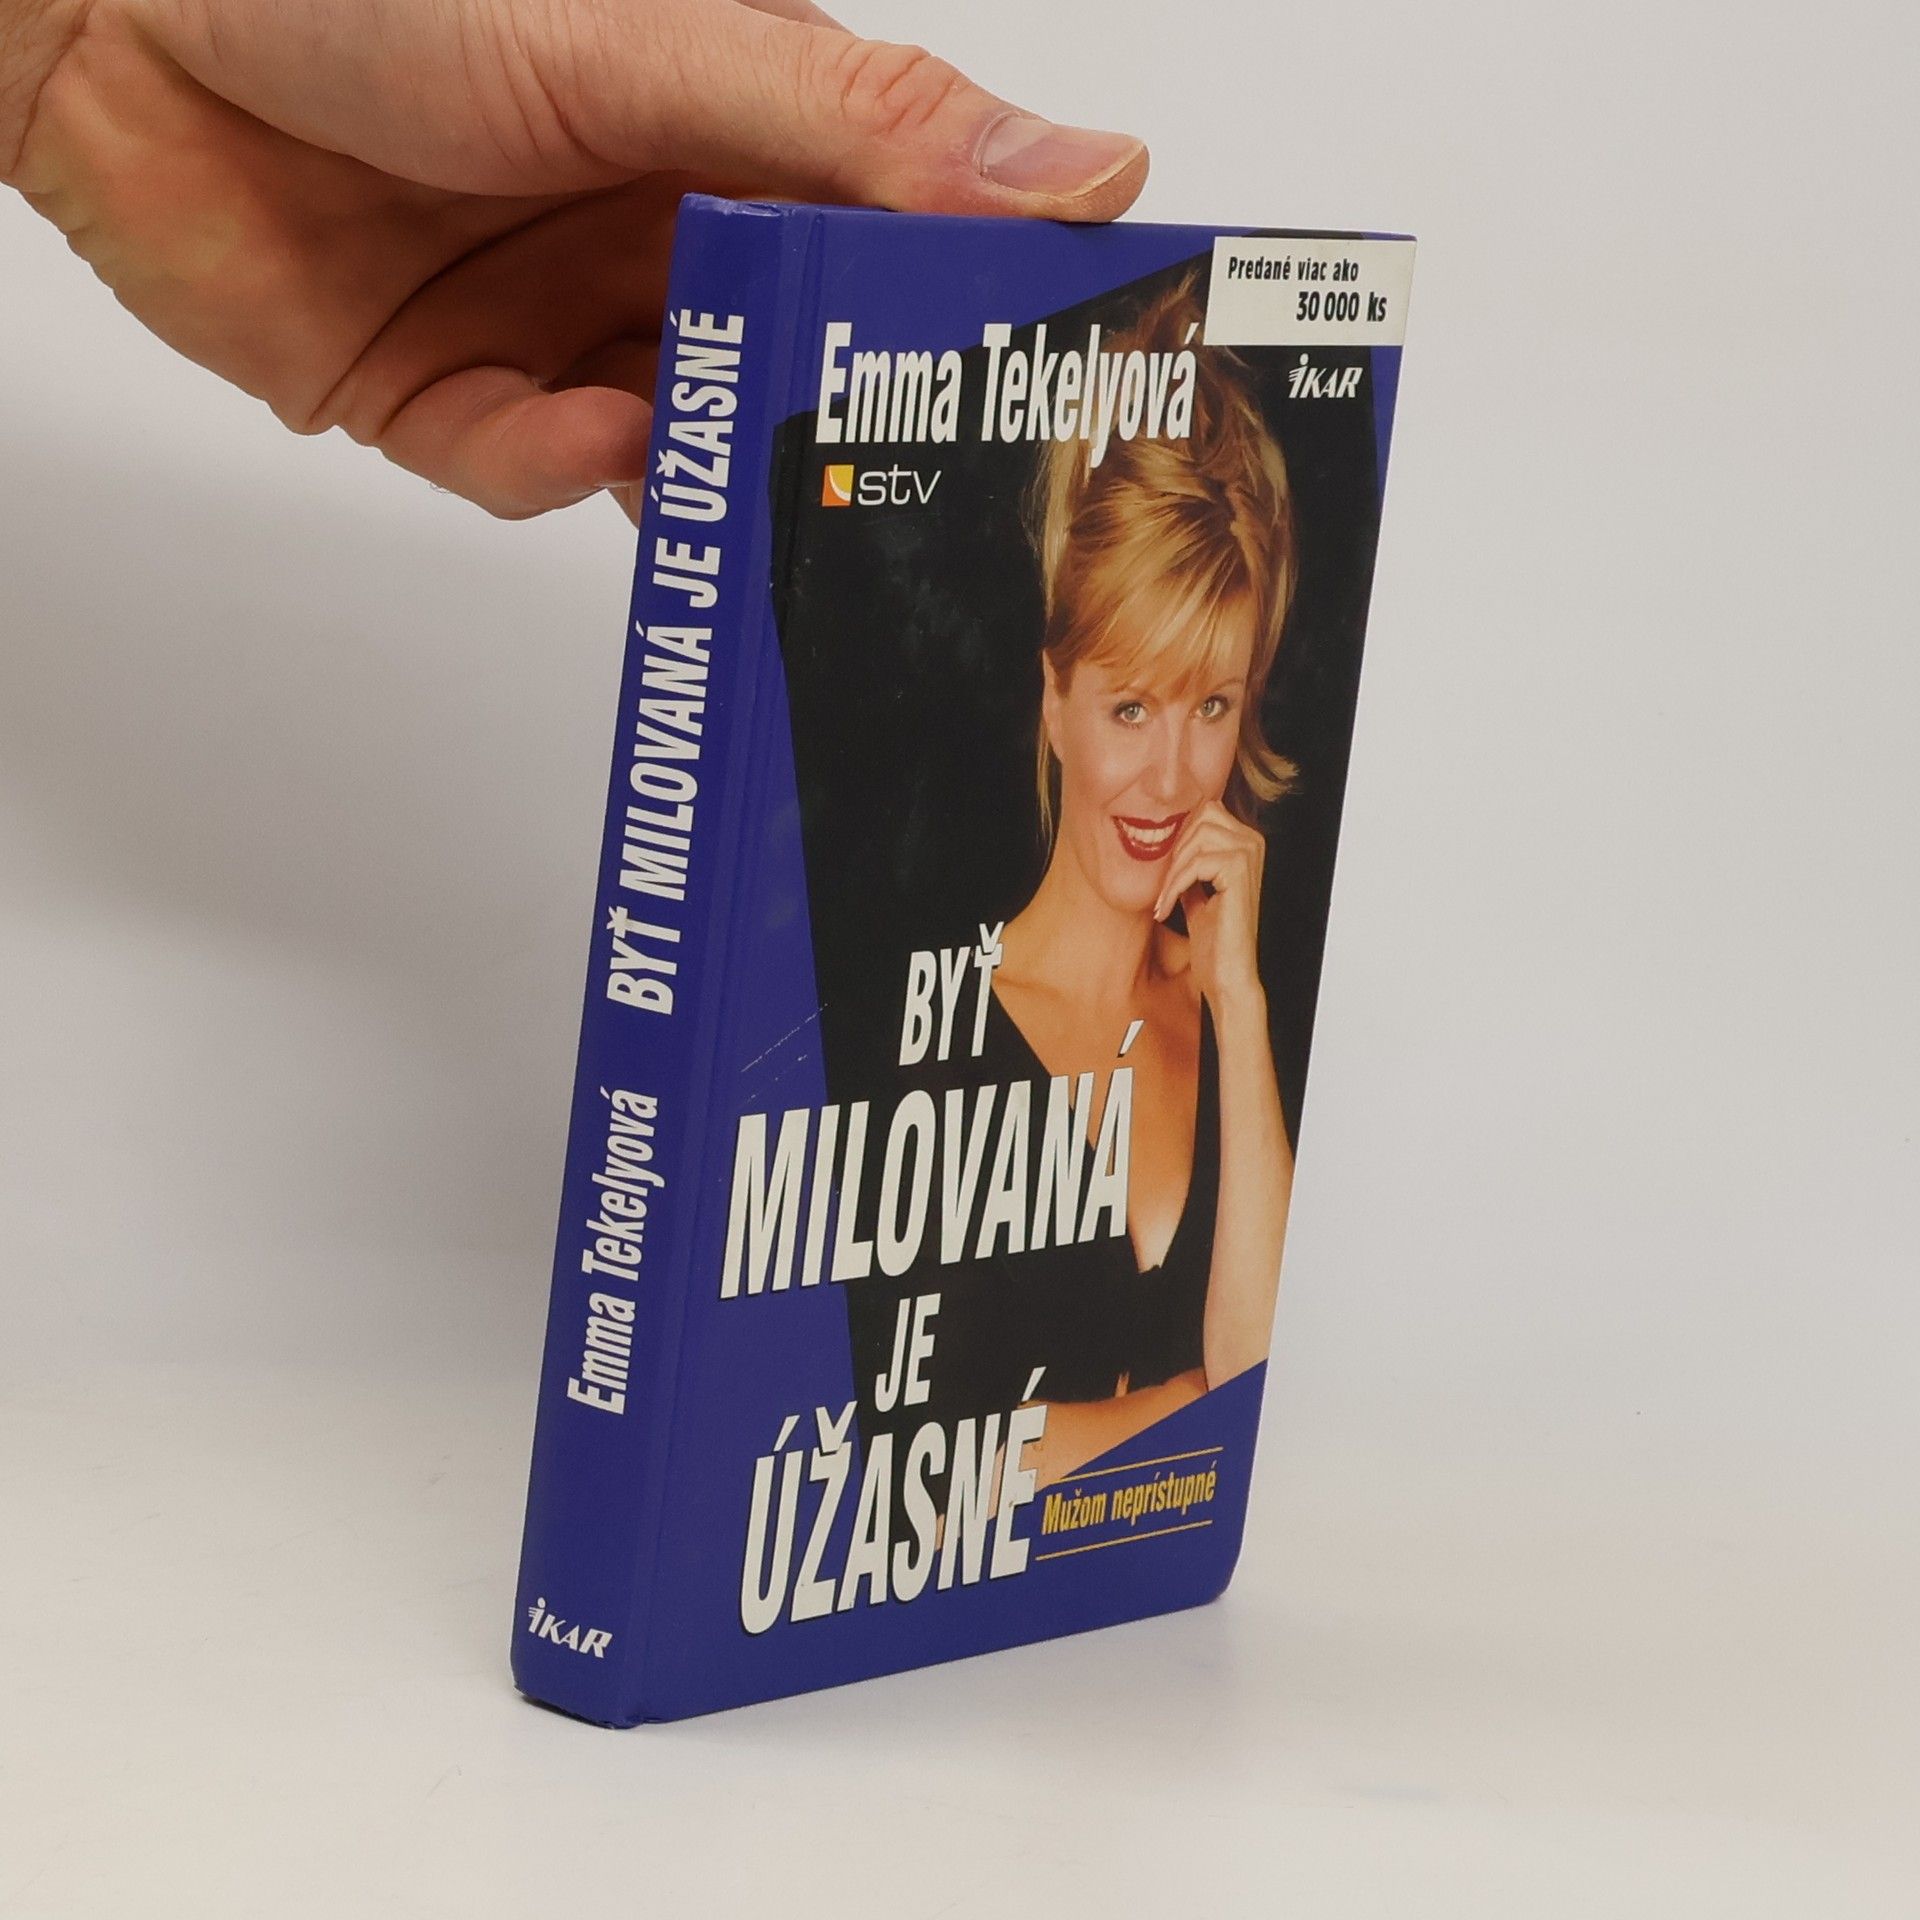 Predané viac ako
30 000 ks
Emma Tekelyová
IKAR
stv
BYŤ
MILOVANÁ
JE
ÚŽASNÉ
Mužom neprístupné
Emma Tekelyová BYŤ MILOVANÁ JE ÚŽASNÉ
IKAR